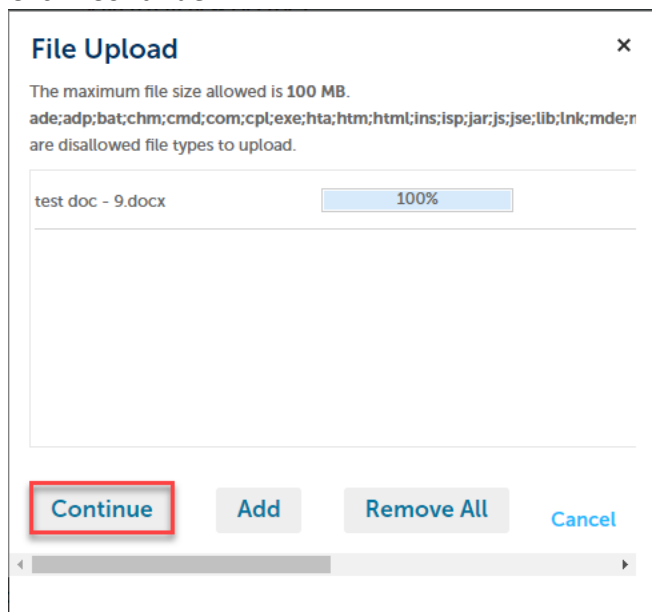 File Upload ×
The maximum file size allowed is 100 MB.
ade;adp;bat;chm;cmd;com;cpl;exe;hta;htm;html;ins;isp;jar;js;jse;lib;lnk;mde;
are disallowed file types to upload.
test doc - 9.docx 100%
Continue Add Remove All Cancel